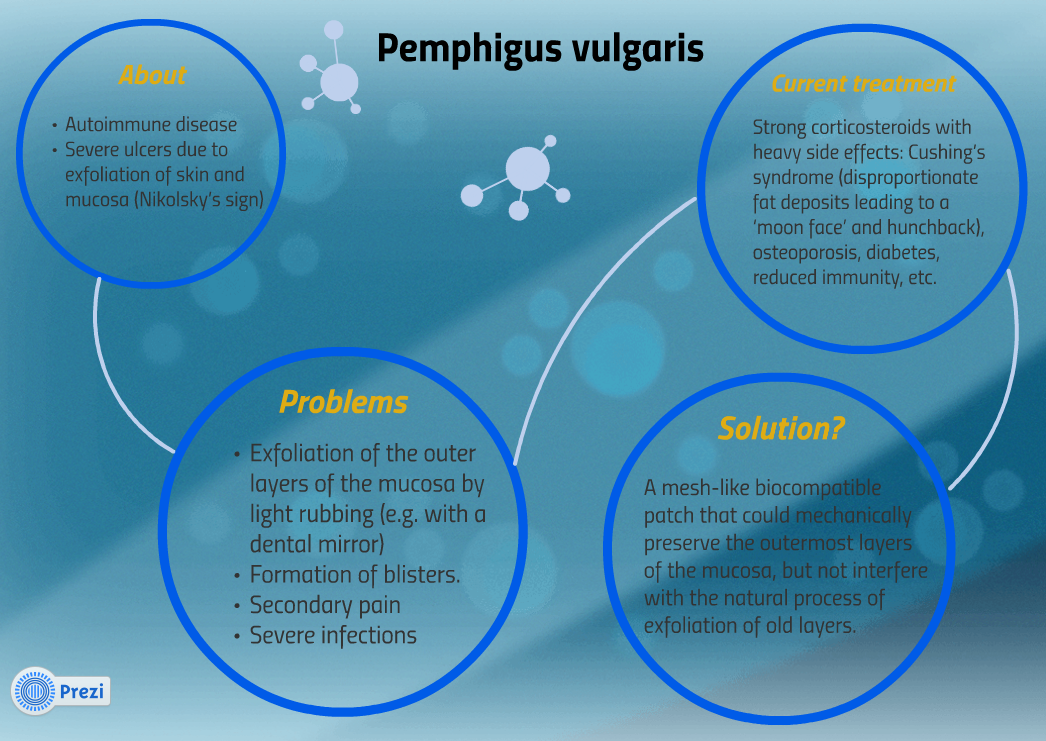 Pemphigus vulgaris
About
• Autoimmune disease
• Severe ulcers due to
exfoliation of skin and
mucosa (Nikolsky's sign)
Problems
• Exfoliation of the outer
layers of the mucosa by
light rubbing (e.g. with a
dental mirror)
• Formation of blisters.
• Secondary pain
• Severe infections
Current treatment
Strong corticosteroids with
heavy side effects: Cushing's
syndrome (disproportionate
fat deposits leading to a
'moon face' and hunchback),
osteoporosis, diabetes,
reduced immunity, etc.
Solution?
A mesh-like biocompatible
patch that could mechanically
preserve the outermost layers
of the mucosa, but not interfere
with the natural process of
exfoliation of old layers.
Prezi